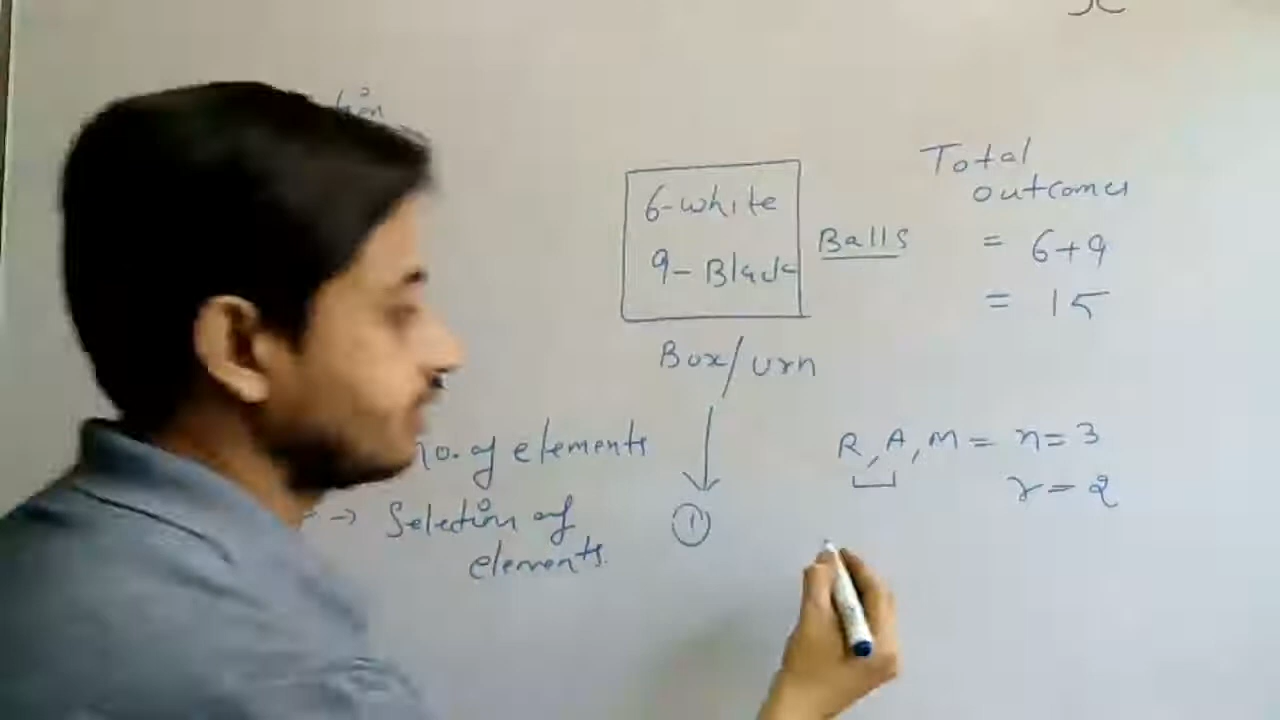 6-white
9-Black
Balls
Box/urn
①
Total
outcomes
= 6+9
= 15
no. of elements
→ Selection of
elements.
R, A, M = n=3
r=2